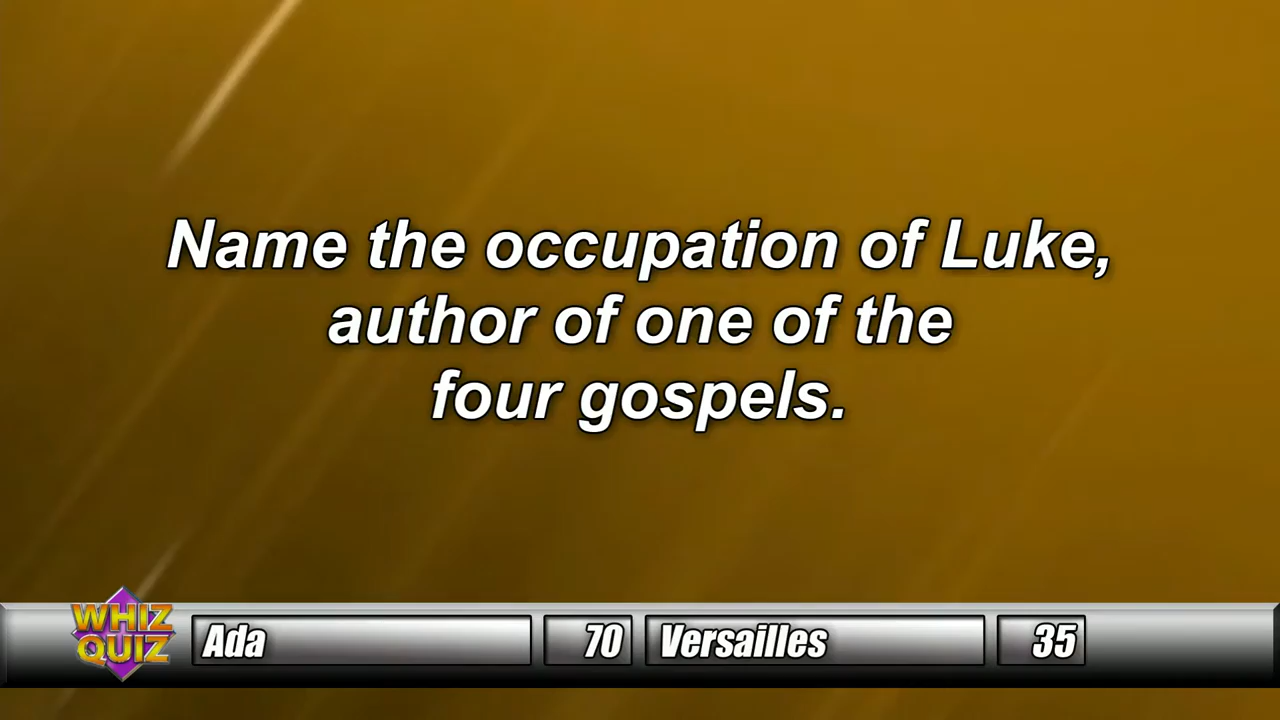 Name the occupation of Luke,
author of one of the
four gospels.
WHIZ
QUIZ
Ada 70 Versailles 35